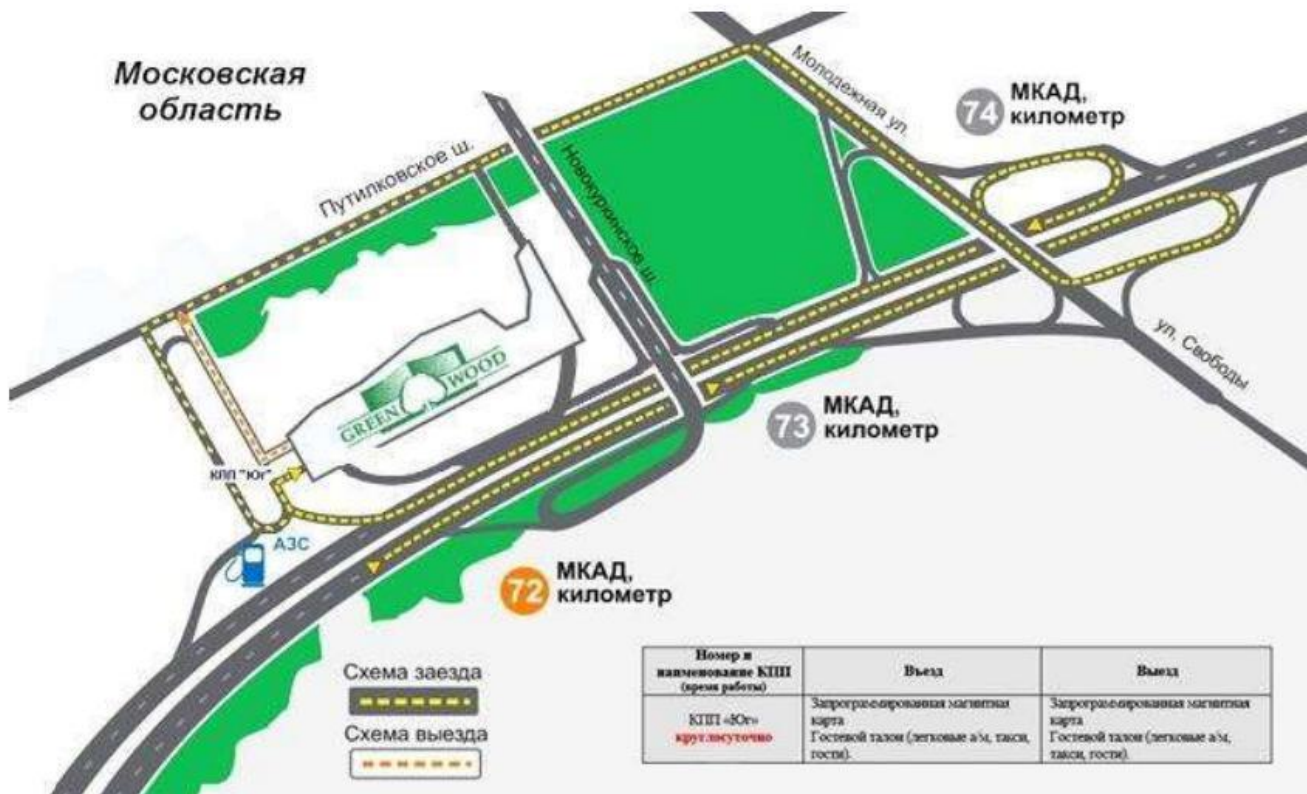 Московская
область
Путилковское ш.
Новокуркинское ш.
Молодежная ул.
74
МКАД,
километр
ул. Свободы
GREEN WOOD
73
МКАД,
километр
КПП "Юг"
АЗС
72
МКАД,
километр
Схема заезда
Схема выезда
Номер и
наименование КПП
(время работы)
Въезд
Выезд
КПП «Юг»
круглосуточно
Запрограммированная магнитная
карта
Гостевой талон (легковые а/м, такси,
гости).
Запрограммированная магнитная
карта
Гостевой талон (легковые а/м,
такси, гости).